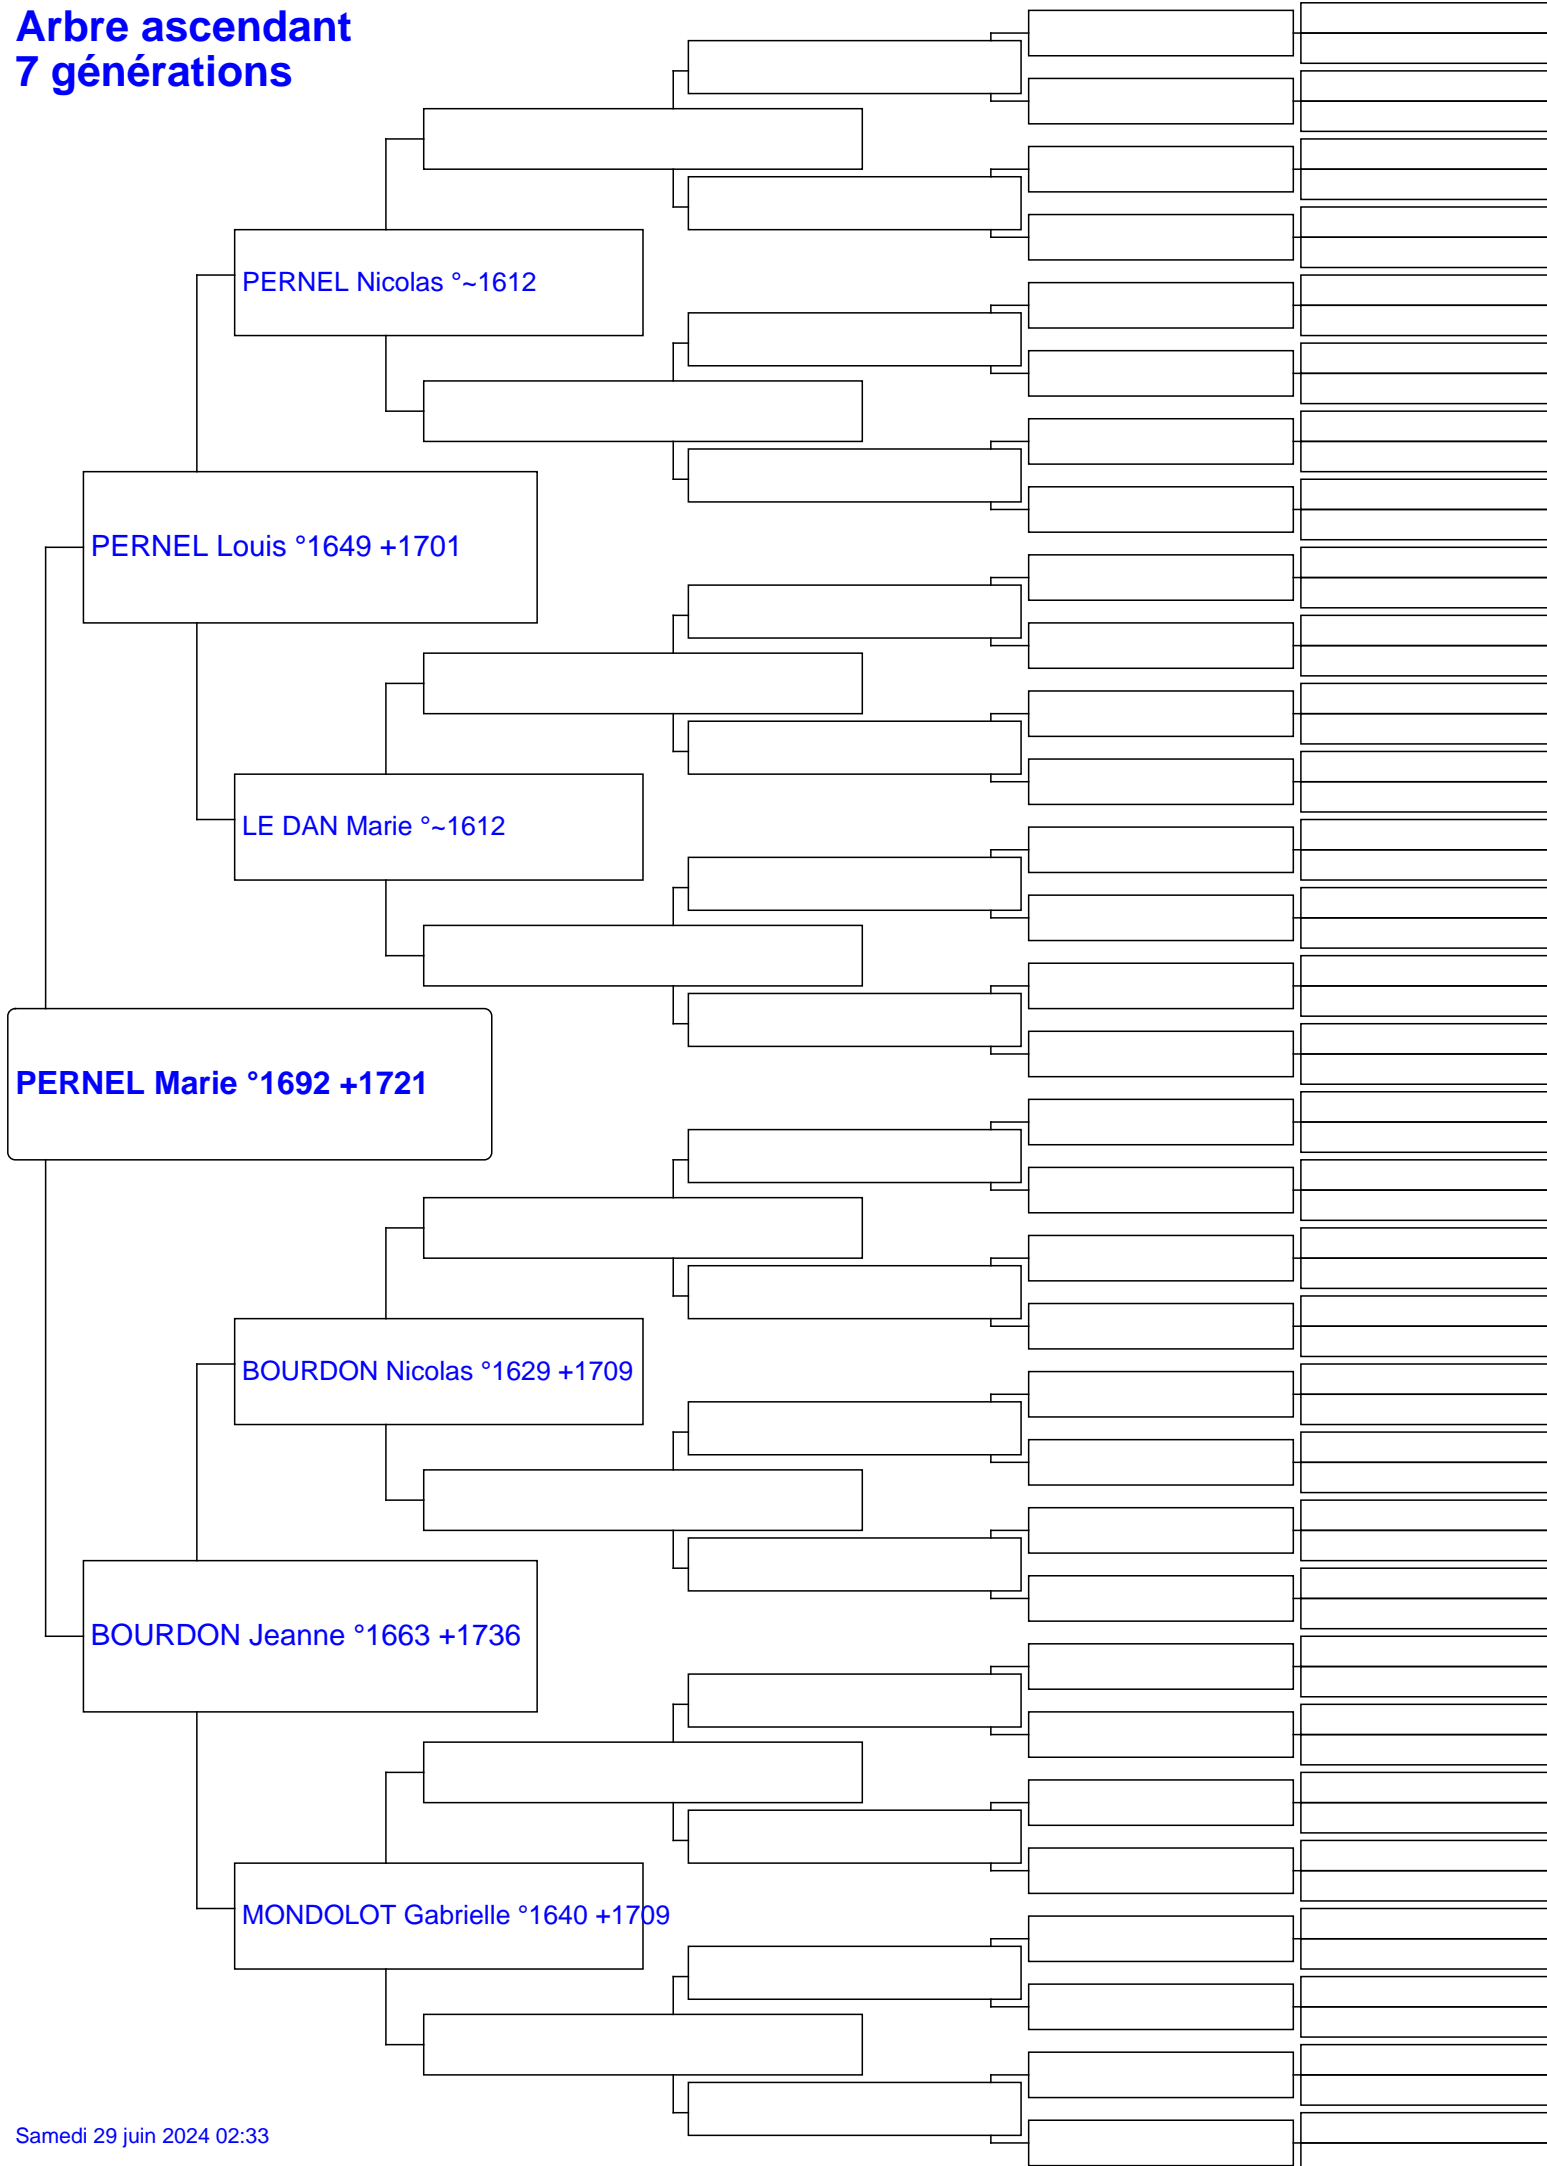 Arbre ascendant
7 générations
PERNEL Nicolas °~1612
PERNEL Louis °1649 +1701
LE DAN Marie °~1612
PERNEL Marie °1692 +1721
BOURDON Nicolas °1629 +1709
BOURDON Jeanne °1663 +1736
MONDOLOT Gabrielle °1640 +1709
Samedi 29 juin 2024 02:33